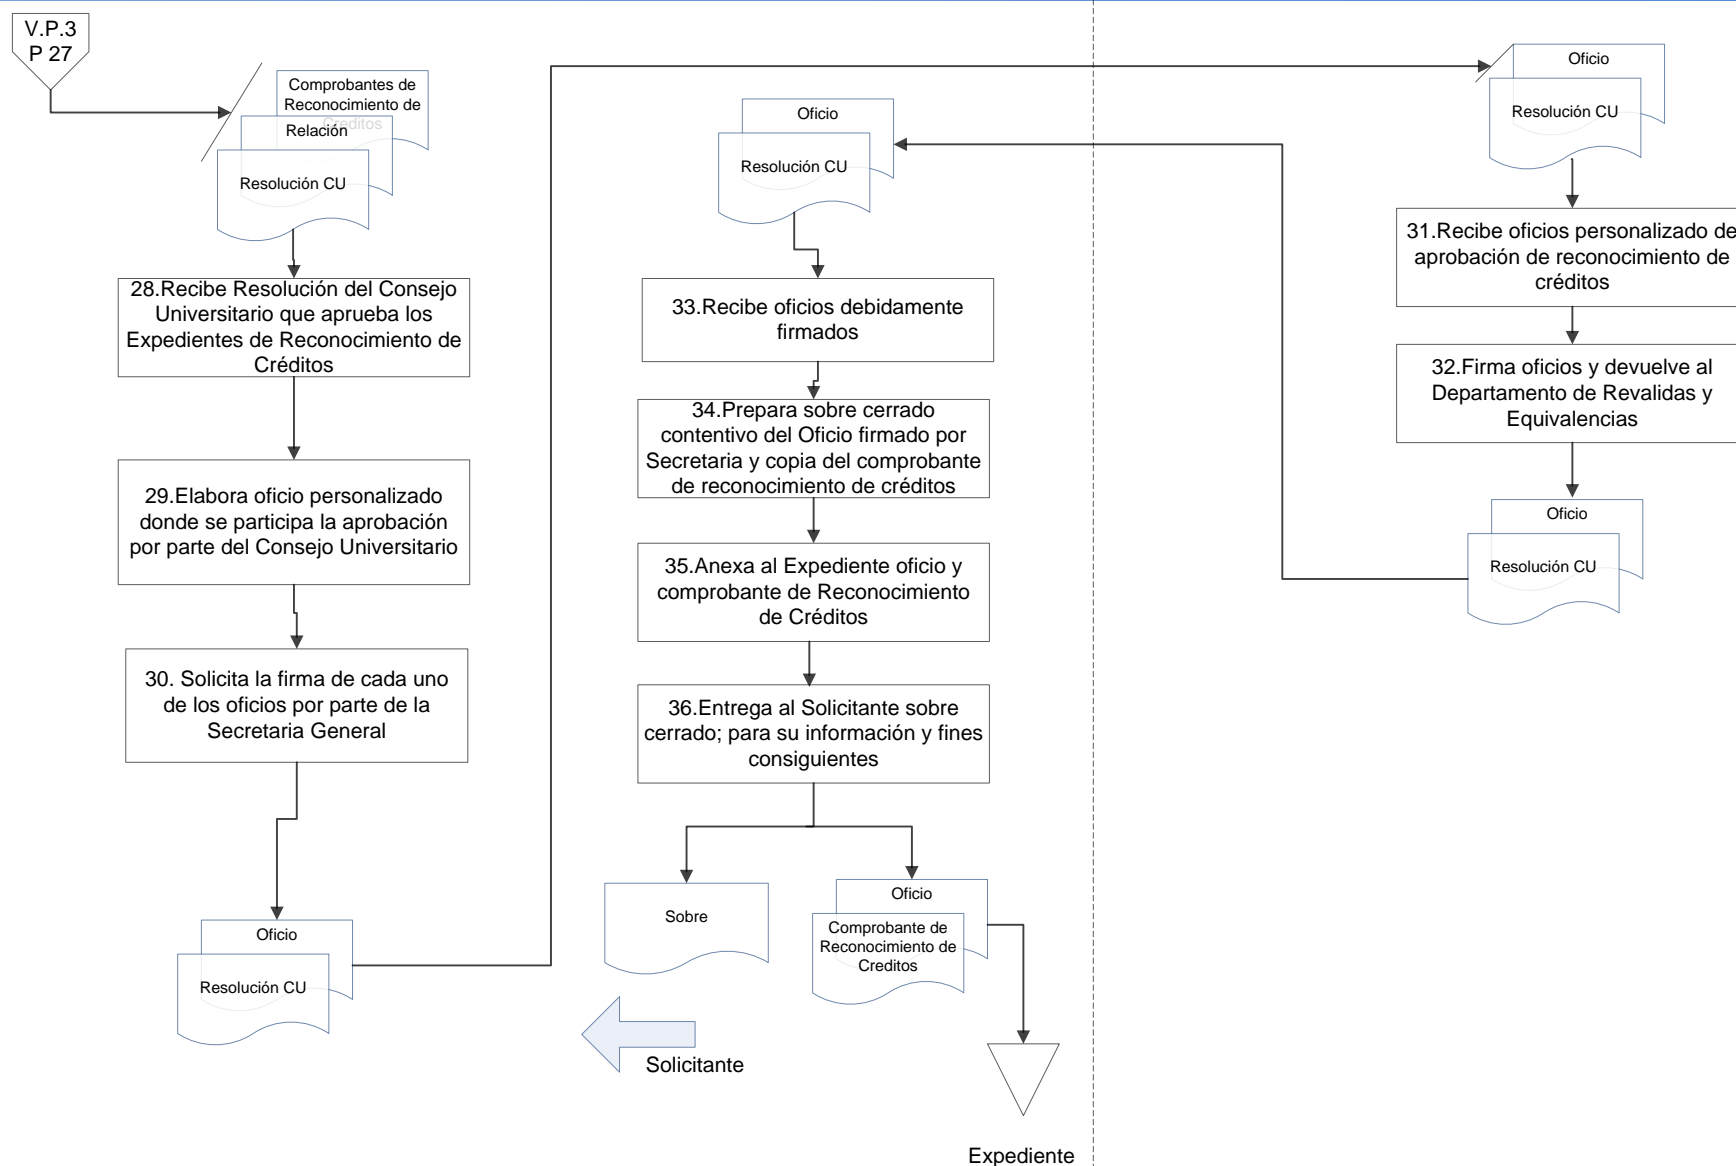 V.P.3
P 27
Comprobantes de
Reconocimiento de
Creditos
Relación
Resolución CU
28.Recibe Resolución del Consejo
Universitario que aprueba los
Expedientes de Reconocimiento de
Créditos
29.Elabora oficio personalizado
donde se participa la aprobación
por parte del Consejo Universitario
30. Solicita la firma de cada uno
de los oficios por parte de la
Secretaria General
Oficio
Resolución CU
Oficio
Resolución CU
31.Recibe oficios personalizado de
aprobación de reconocimiento de
créditos
32.Firma oficios y devuelve al
Departamento de Revalidas y
Equivalencias
Oficio
Resolución CU
Oficio
Resolución CU
33.Recibe oficios debidamente
firmados
34.Prepara sobre cerrado
contentivo del Oficio firmado por
Secretaria y copia del comprobante
de reconocimiento de créditos
35.Anexa al Expediente oficio y
comprobante de Reconocimiento
de Créditos
36.Entrega al Solicitante sobre
cerrado; para su información y fines
consiguientes
Sobre
Solicitante
Oficio
Comprobante de
Reconocimiento de
Creditos
Expediente